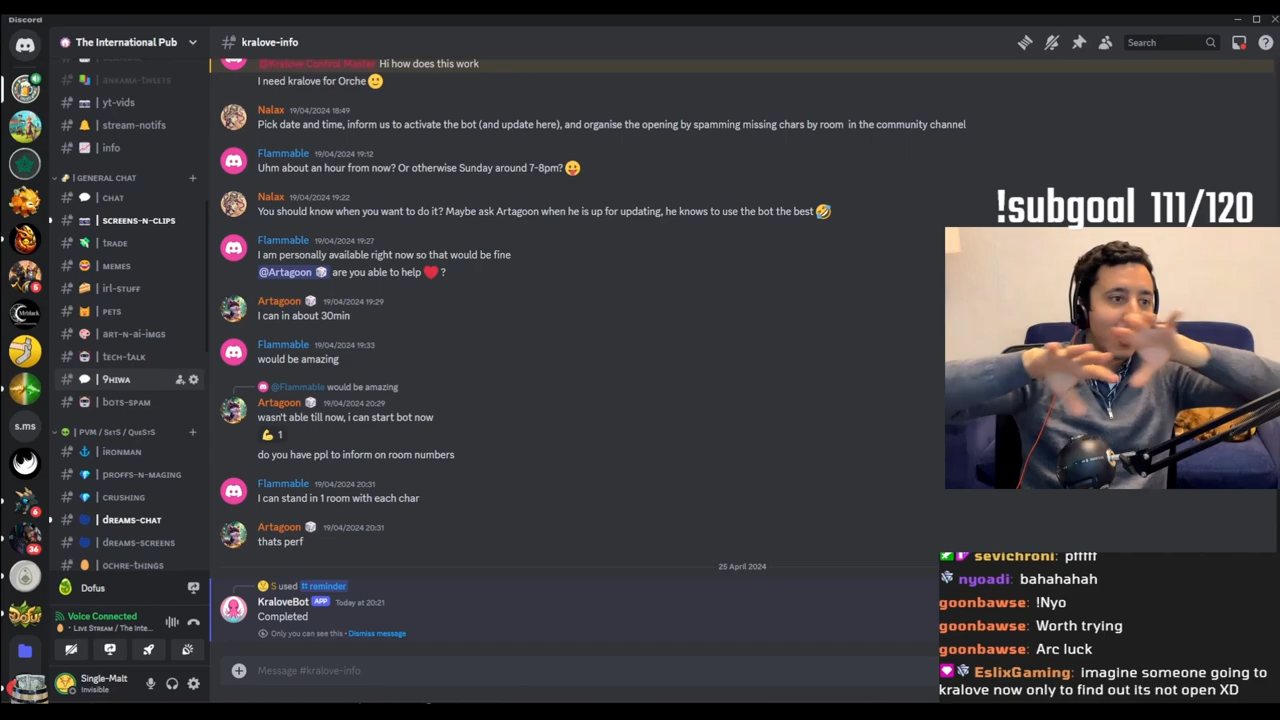 Discord
The International Pub
@NKAMA-TWEETS
yt-vids
stream-notifs
info
GENERAL CHAT
CHAT
SCREENS-N-CLIPS
TRADE
MEMES
IRL-STUFF
PETS
ART-N-AI-IMGS
TECH-TALK
9HIWA
BOTS-SPAM
PVM / SETS / QUESTS
IRONMAN
PROFFS-N-MAGING
CRUSHING
DREAMS-CHAT
DREAMS-SCREENS
OCHRE-THINGS
Dofus
Voice Connected
Live Stream / The Inte...
Single-Malt
Invisible
s.ms
6
6
36
kralove-info
Search
@Kralove Control Master Hi how does this work
I need kralove for Orche
Nalax 19/04/2024 18:49
Pick date and time, inform us to activate the bot (and update here), and organise the opening by spamming missing chars by room in the community channel
Flammable 19/04/2024 19:12
Uhm about an hour from now? Or otherwise Sunday around 7-8pm?
Nalax 19/04/2024 19:22
You should know when you want to do it? Maybe ask Artagoon when he is up for updating, he knows to use the bot the best
Flammable 19/04/2024 19:27
I am personally available right now so that would be fine
@Artagoon are you able to help ?
Artagoon 19/04/2024 19:29
I can in about 30min
Flammable 19/04/2024 19:33
would be amazing
@Flammable would be amazing
Artagoon 19/04/2024 20:29
wasn't able till now, i can start bot now
1
do you have ppl to inform on room numbers
Flammable 19/04/2024 20:31
I can stand in 1 room with each char
Artagoon 19/04/2024 20:31
thats perf
25 April 2024
S used reminder
KraloveBot APP Today at 20:21
Completed
Only you can see this • Dismiss message
Message #kralove-info
!subgoal 111/120
sevichroni: pfffff
nyoadi: bahahahah
goonbawse: !Nyo
goonbawse: Worth trying
goonbawse: Arc luck
EslixGaming: imagine someone going to
kralove now only to find out its not open XD